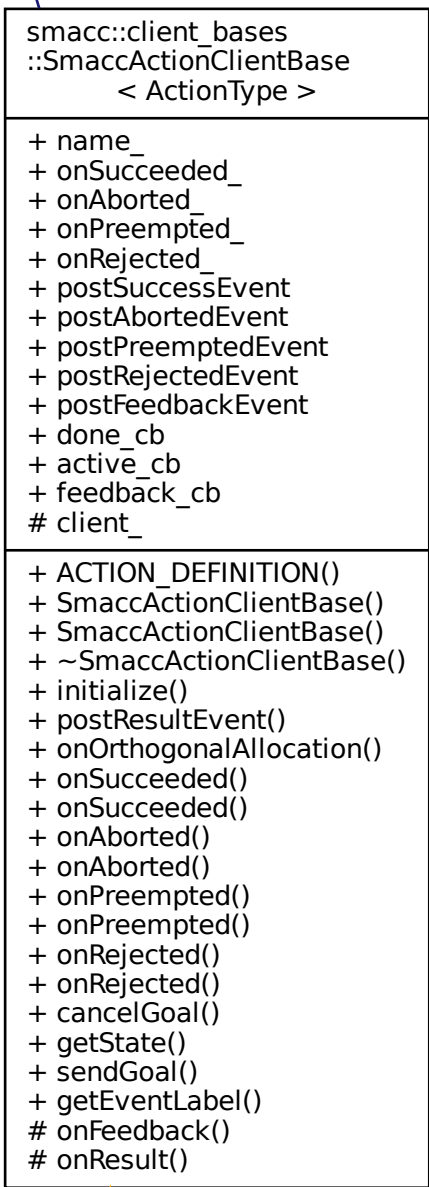 smacc::client_bases
::SmaccActionClientBase
< ActionType >
+ name_
+ onSucceeded_
+ onAborted_
+ onPreempted_
+ onRejected_
+ postSuccessEvent
+ postAbortedEvent
+ postPreemptedEvent
+ postRejectedEvent
+ postFeedbackEvent
+ done_cb
+ active_cb
+ feedback_cb
# client_
+ ACTION_DEFINITION()
+ SmaccActionClientBase()
+ SmaccActionClientBase()
+ ~SmaccActionClientBase()
+ initialize()
+ postResultEvent()
+ onOrthogonalAllocation()
+ onSucceeded()
+ onSucceeded()
+ onAborted()
+ onAborted()
+ onPreempted()
+ onPreempted()
+ onRejected()
+ onRejected()
+ cancelGoal()
+ getState()
+ sendGoal()
+ getEventLabel()
# onFeedback()
# onResult()